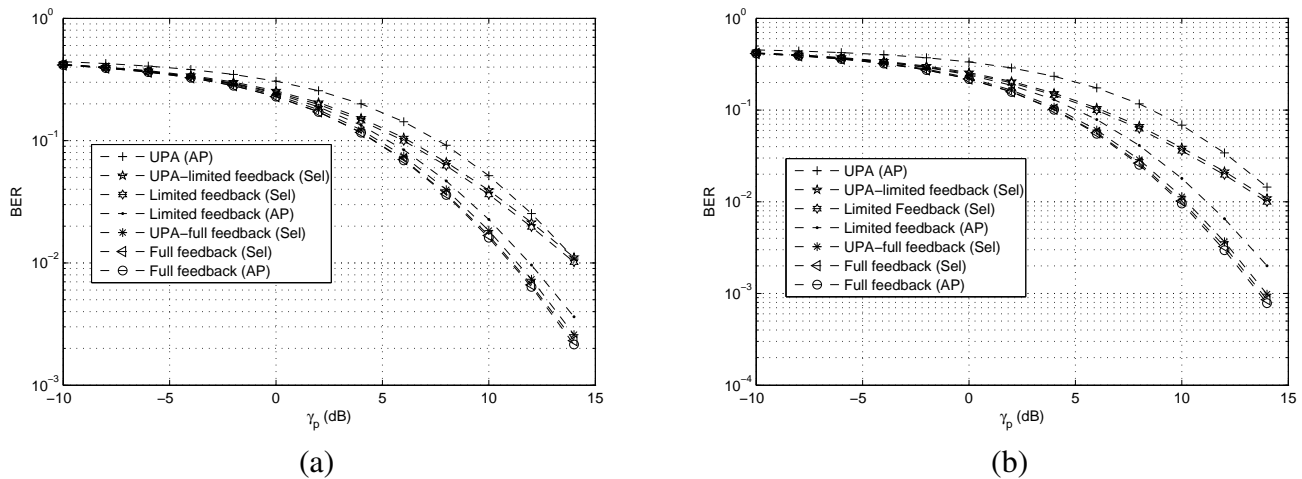 10^0
10^-1
10^-2
10^-3
BER
UPA (AP)
UPA-limited feedback (Sel)
Limited feedback (Sel)
Limited feedback (AP)
UPA-full feedback (Sel)
Full feedback (Sel)
Full feedback (AP)
-10 -5 0 5 10 15
γ_p (dB)
(a)
10^0
10^-1
10^-2
10^-3
10^-4
BER
UPA (AP)
UPA-limited feedback (Sel)
Limited Feedback (Sel)
Limited feedback (AP)
UPA-full feedback (Sel)
Full feedback (Sel)
Full feedback (AP)
-10 -5 0 5 10 15
γ_p (dB)
(b)